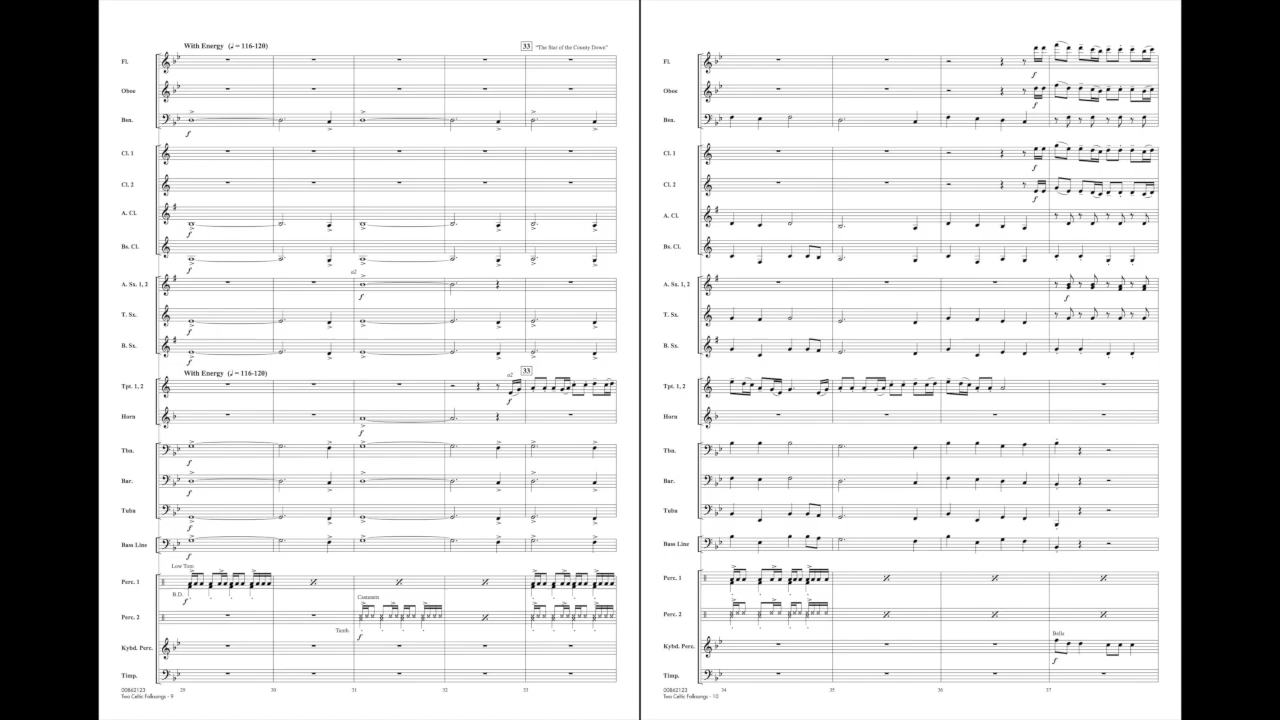 With Energy (♩ = 116-120)
33 "The Star of the County Down"
Fl.
Oboe
Bsn.
f
Cl. 1
Cl. 2
A. Cl.
f
Bs. Cl.
f
a2
A. Sx. 1, 2
f
T. Sx.
f
B. Sx.
f
With Energy (♩ = 116-120)
33
a2
Tpt. 1, 2
f
Horn
f
Tbn.
f
Bar.
f
Tuba
f
Bass Line
f
Low Tom
Perc. 1
B.D.
f
Castanets
Perc. 2
Tamb.
f
Kybd. Perc.
Timp.
00862123
29 30 31 32 33
Two Celtic Folksongs - 9
Fl.
f
Oboe
f
Bsn.
Cl. 1
f
Cl. 2
f
A. Cl.
Bs. Cl.
A. Sx. 1, 2
f
T. Sx.
B. Sx.
Tpt. 1, 2
Horn
Tbn.
Bar.
Tuba
Bass Line
Perc. 1
Perc. 2
Bells
Kybd. Perc.
f
Timp.
00862123
34 35 36 37
Two Celtic Folksongs - 10